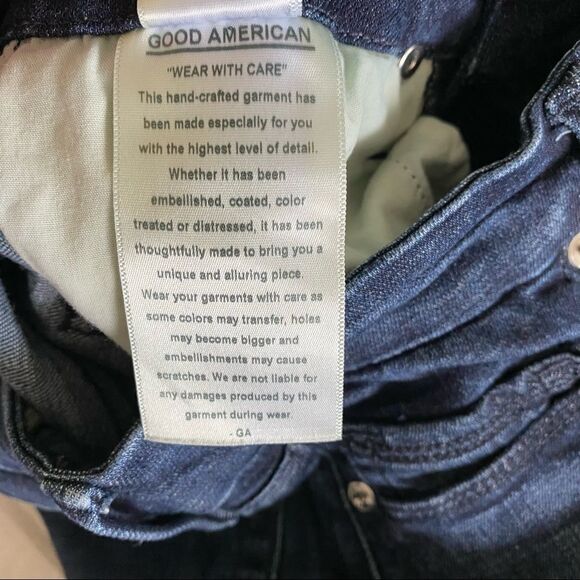 GOOD AMERICAN
"WEAR WITH CARE"
This hand-crafted garment has
been made especially for you
with the highest level of detail.
Whether it has been
embellished, coated, color
treated or distressed, it has been
thoughtfully made to bring you a
unique and alluring piece.
Wear your garments with care as
some colors may transfer, holes
may become bigger and
embellishments may cause
scratches. We are not liable for
any damages produced by this
garment during wear.
- GA